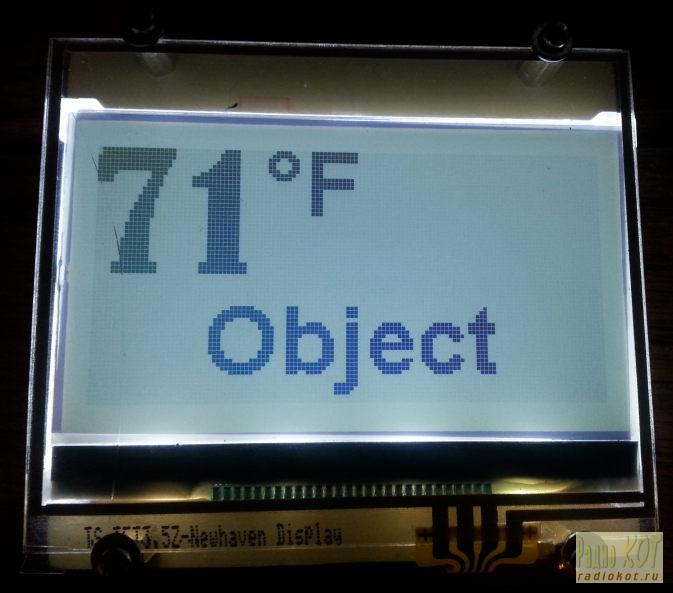 71 °F
Object
Newhaven Display
Радио КОТ
radiokot.ru